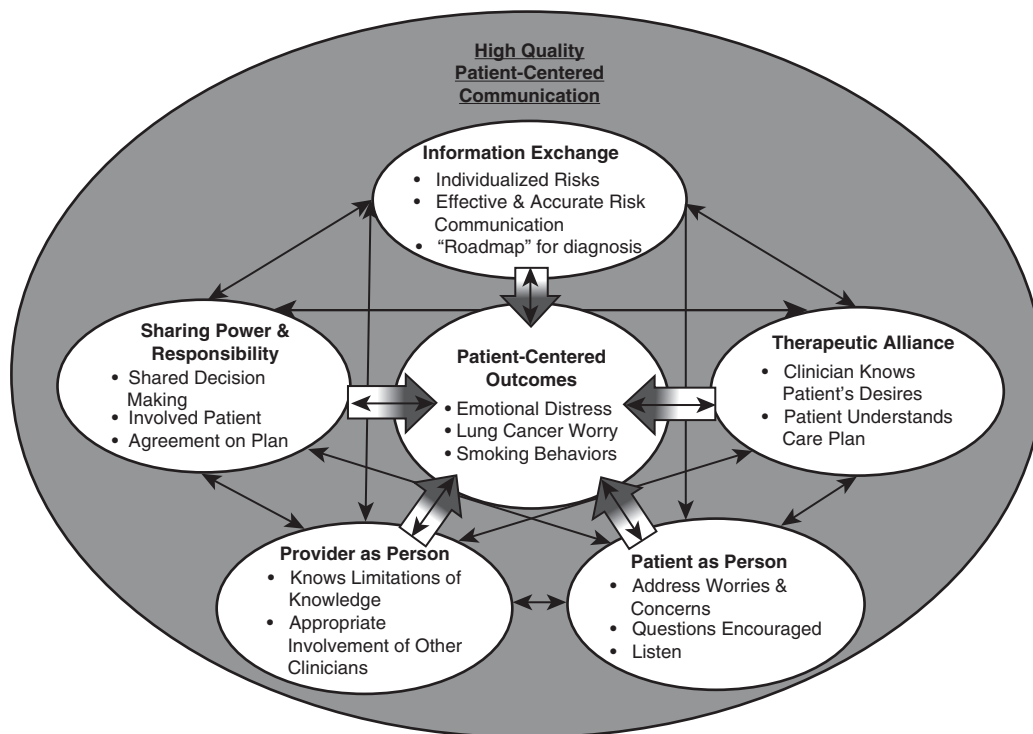 High Quality
Patient-Centered
Communication
Information Exchange
• Individualized Risks
• Effective & Accurate Risk
Communication
• “Roadmap” for diagnosis
Sharing Power &
Responsibility
• Shared Decision
Making
• Involved Patient
• Agreement on Plan
Patient-Centered
Outcomes
• Emotional Distress
• Lung Cancer Worry
• Smoking Behaviors
Therapeutic Alliance
• Clinician Knows
Patient’s Desires
• Patient Understands
Care Plan
Provider as Person
• Knows Limitations of
Knowledge
• Appropriate
Involvement of Other
Clinicians
Patient as Person
• Address Worries &
Concerns
• Questions Encouraged
• Listen